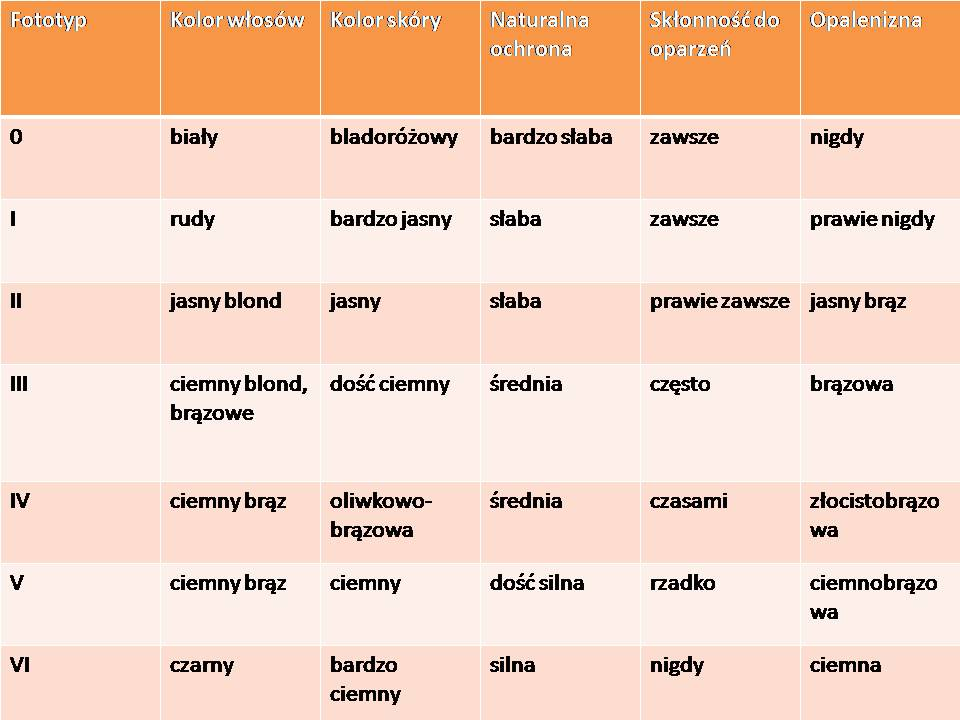 Fototyp Kolor włosów Kolor skóry Naturalna ochrona Skłonność do oparzeń Opalenizna
0 biały bladoróżowy bardzo słaba zawsze nigdy
I rudy bardzo jasny słaba zawsze prawie nigdy
II jasny blond jasny słaba prawie zawsze jasny brąz
III ciemny blond, brązowe dość ciemny średnia często brązowa
IV ciemny brąz oliwkowo-brązowa średnia czasami złocistobrązowa
V ciemny brąz ciemny dość silna rzadko ciemnobrązowa
VI czarny bardzo ciemny silna nigdy ciemna